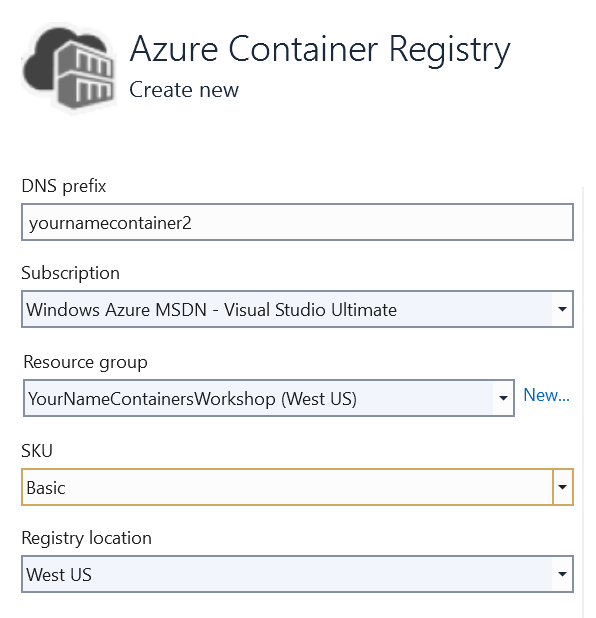 Azure Container Registry
Create new
DNS prefix
yournamecontainer2
Subscription
Windows Azure MSDN - Visual Studio Ultimate
Resource group
YourNameContainersWorkshop (West US)
New...
SKU
Basic
Registry location
West US